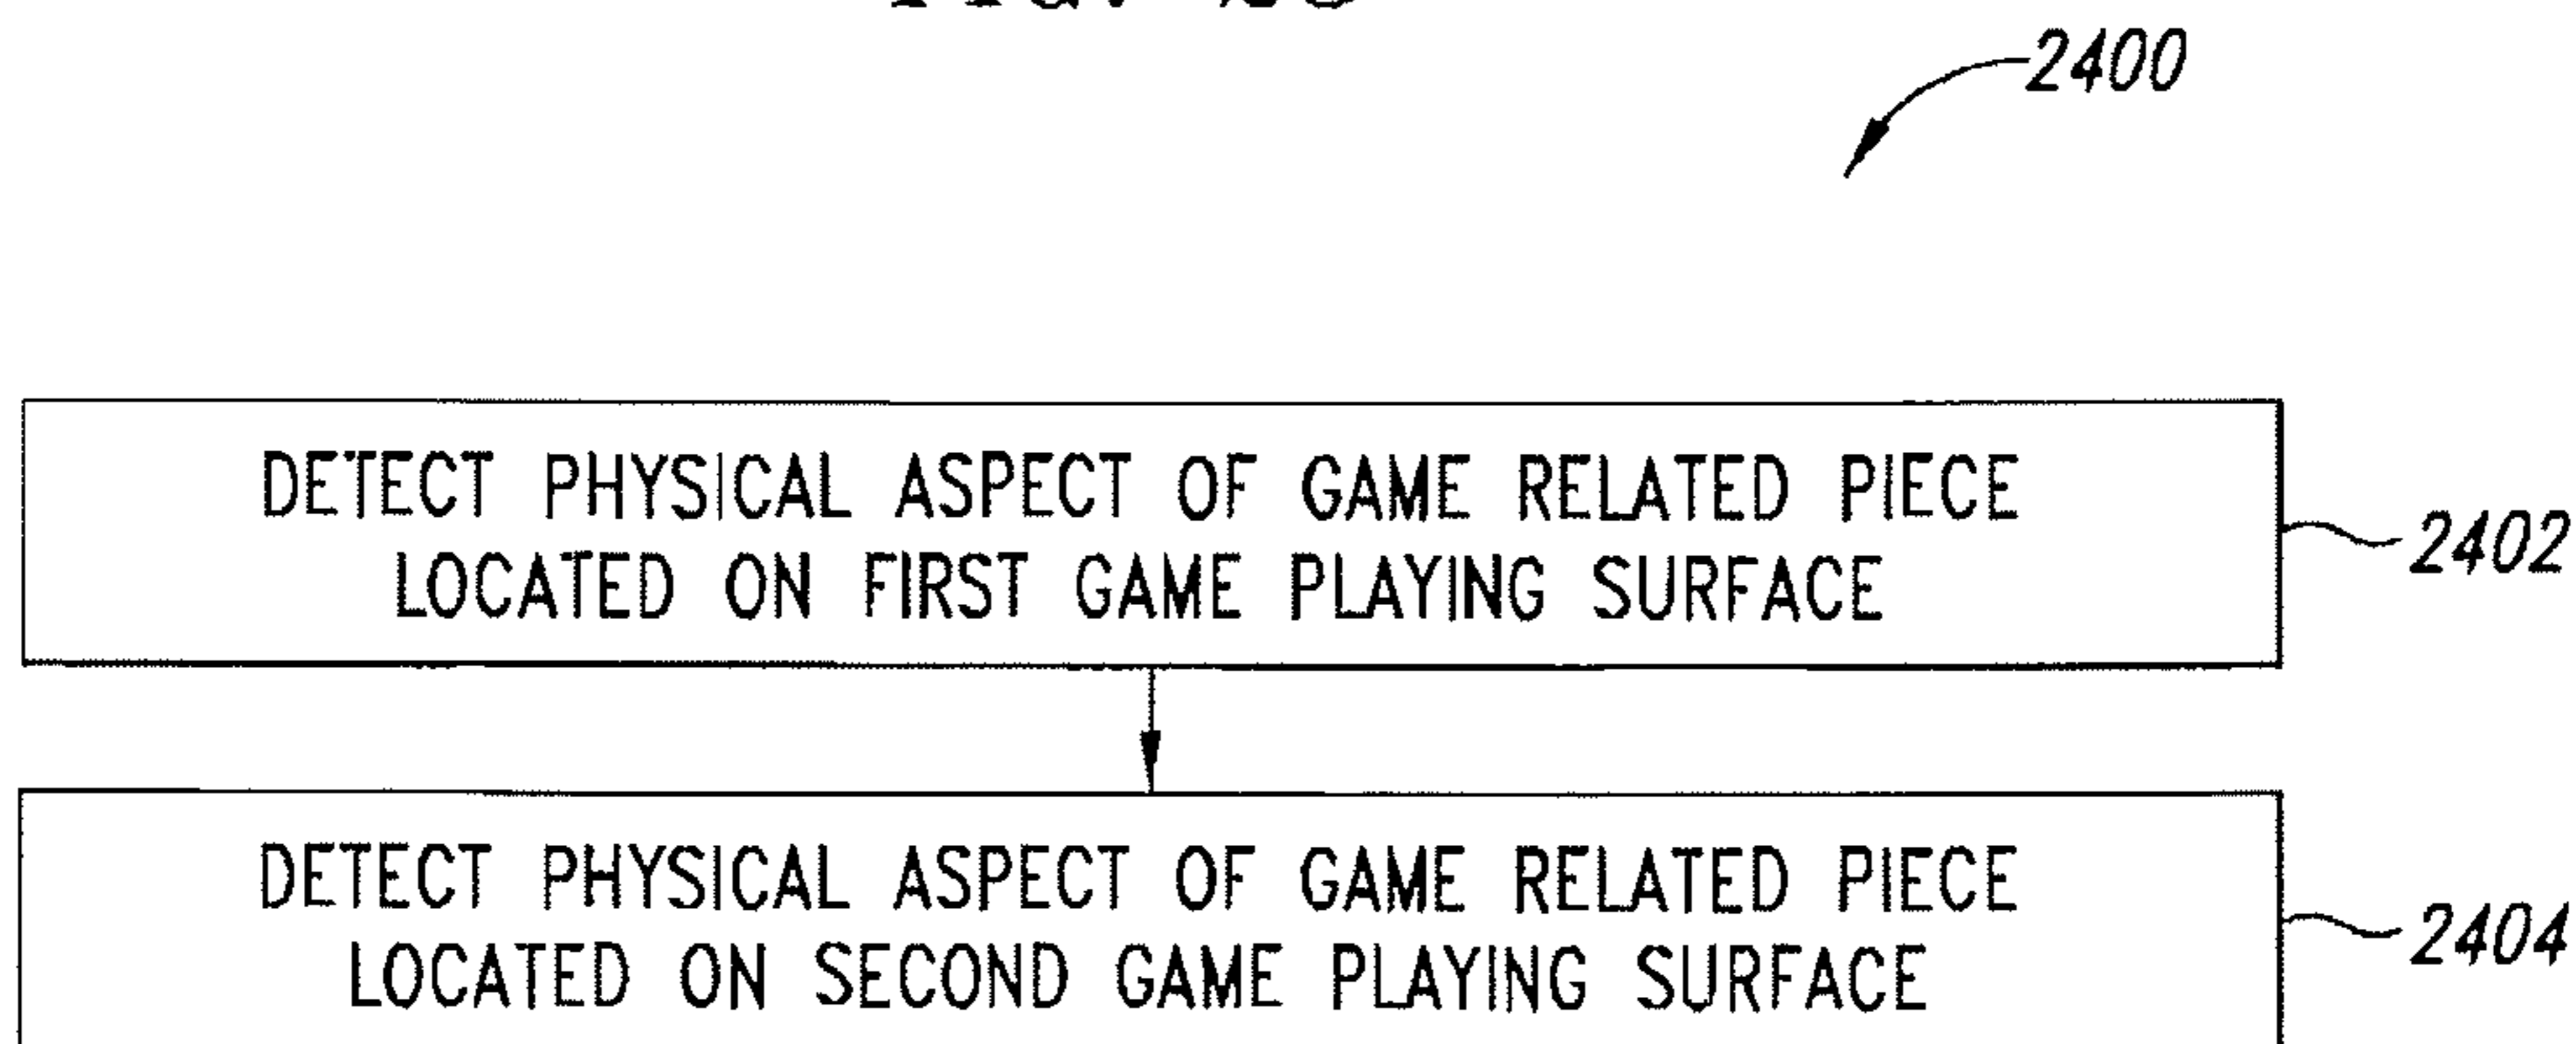 2400
DETECT PHYSICAL ASPECT OF GAME RELATED PIECE
LOCATED ON FIRST GAME PLAYING SURFACE
2402
DETECT PHYSICAL ASPECT OF GAME RELATED PIECE
LOCATED ON SECOND GAME PLAYING SURFACE
2404